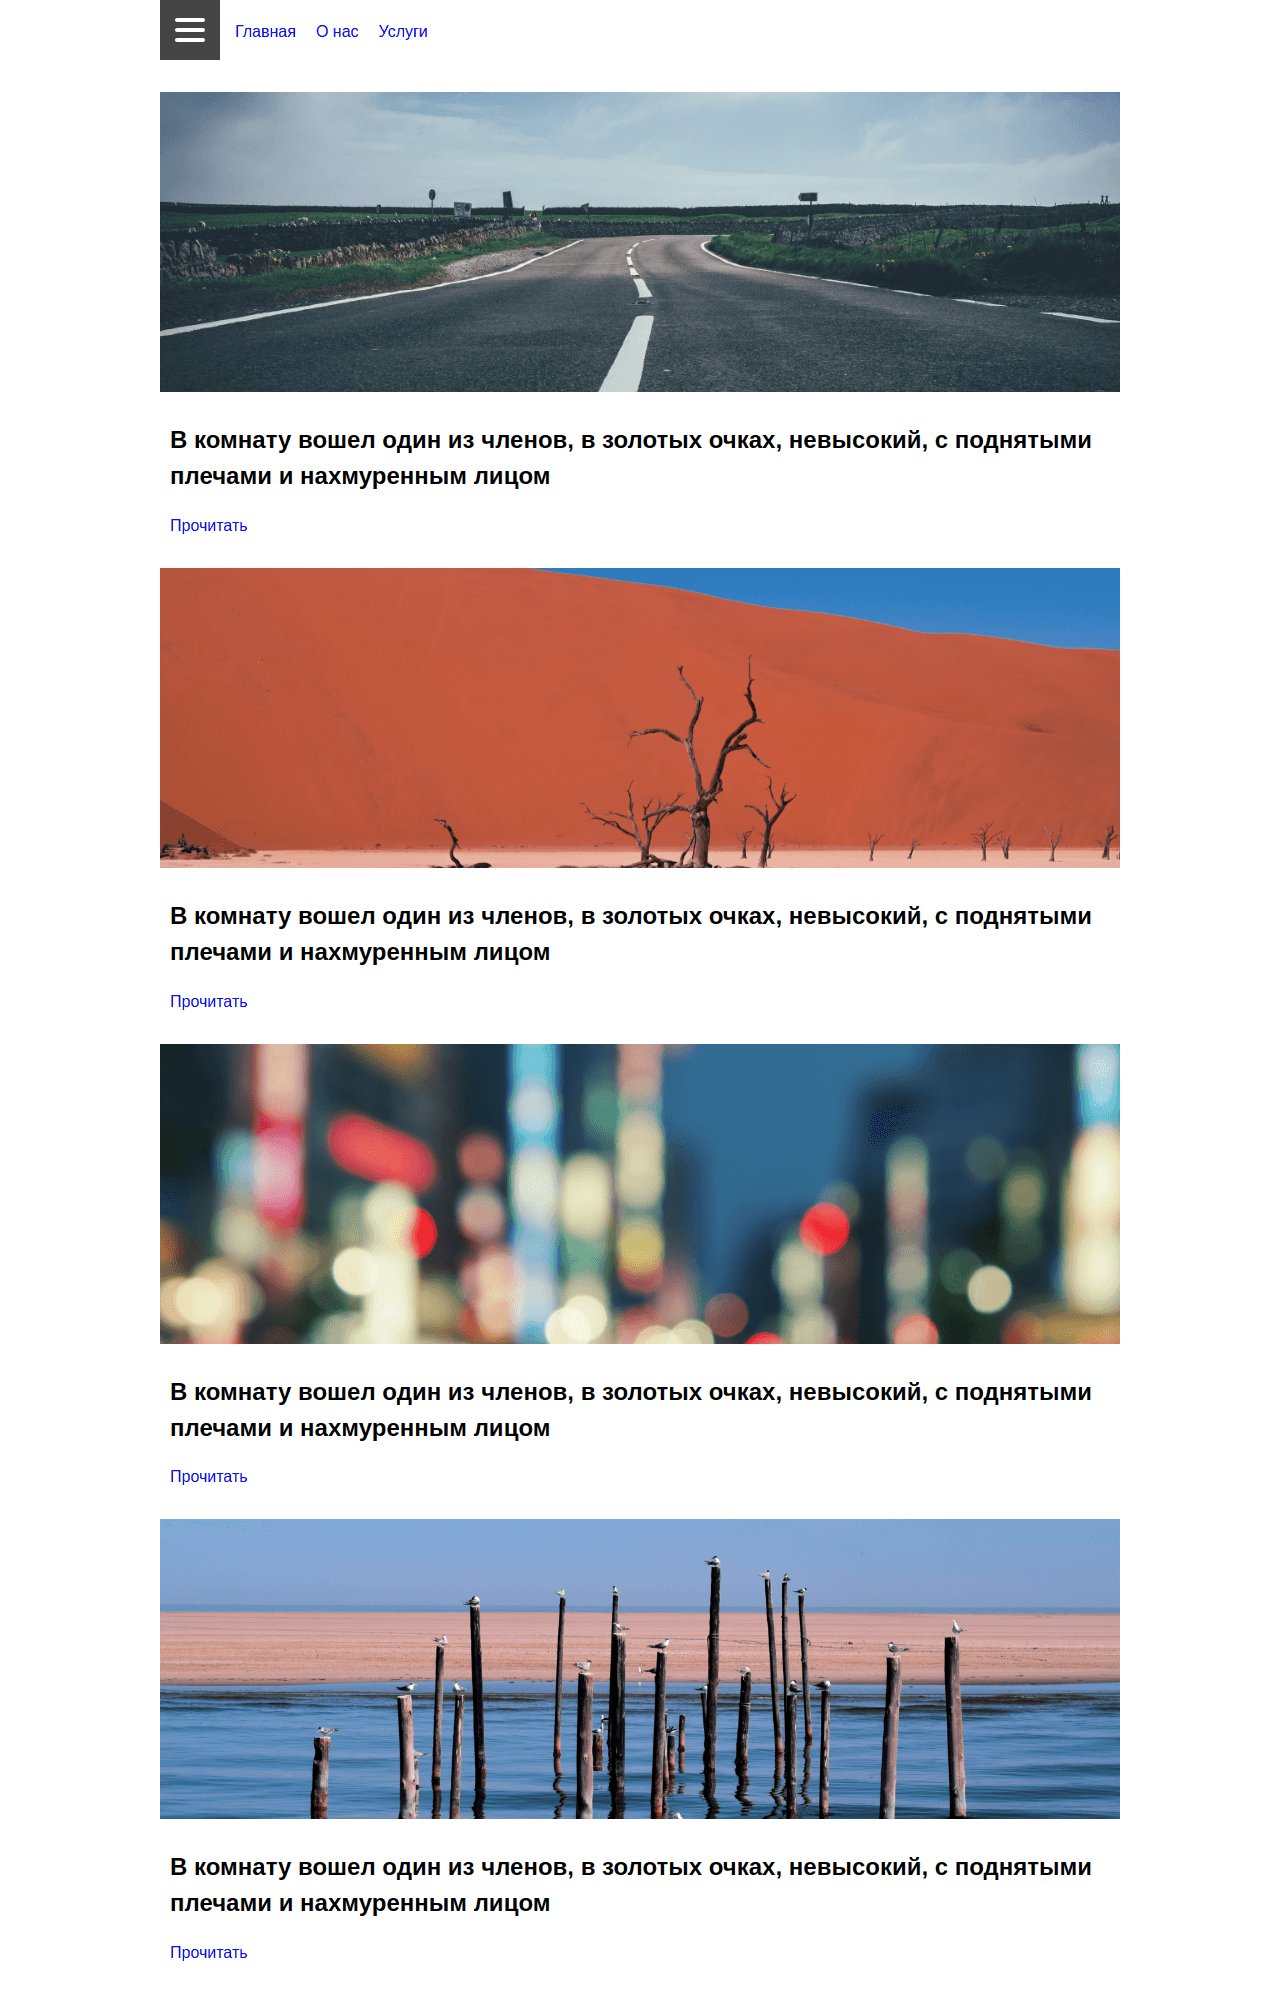 Главная О нас Услуги
В комнату вошел один из членов, в золотых очках, невысокий, с поднятыми
плечами и нахмуренным лицом
Прочитать
В комнату вошел один из членов, в золотых очках, невысокий, с поднятыми
плечами и нахмуренным лицом
Прочитать
В комнату вошел один из членов, в золотых очках, невысокий, с поднятыми
плечами и нахмуренным лицом
Прочитать
В комнату вошел один из членов, в золотых очках, невысокий, с поднятыми
плечами и нахмуренным лицом
Прочитать